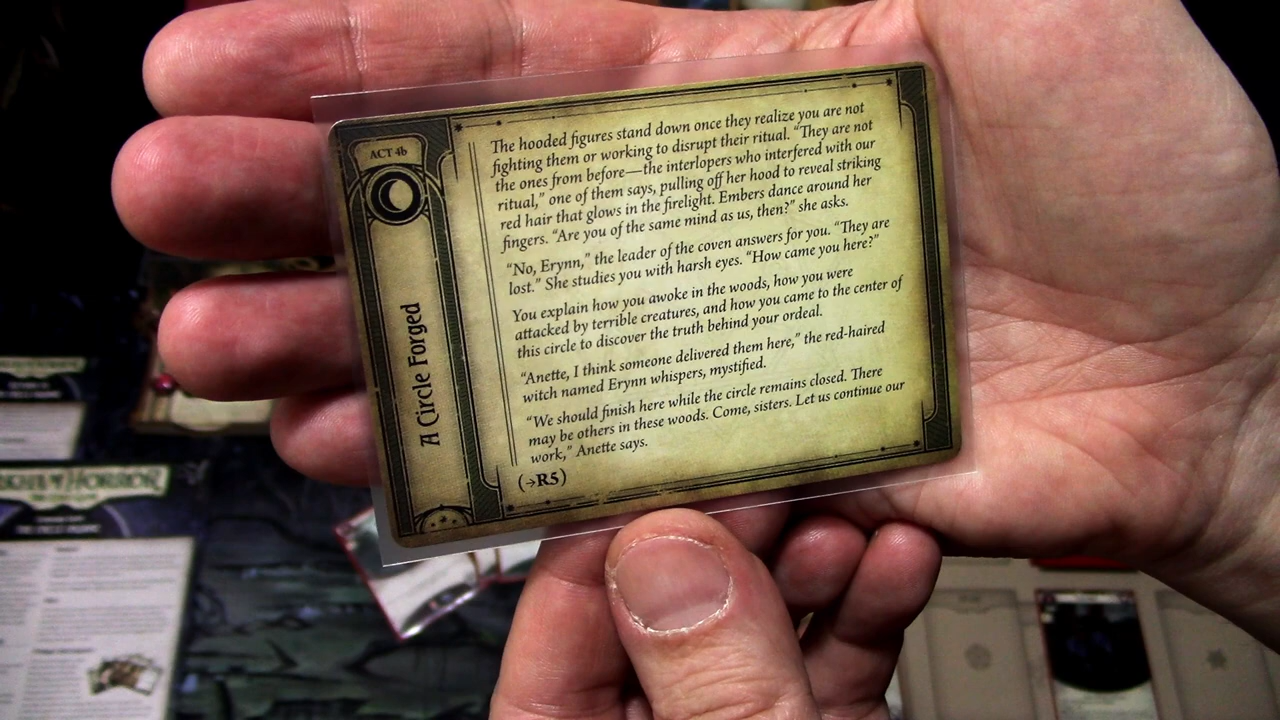 ACT 4b
A Circle Forged
The hooded figures stand down once they realize you are not
fighting them or working to disrupt their ritual. “They are not
the ones from before—the interlopers who interfered with our
ritual,” one of them says, pulling off her hood to reveal striking
red hair that glows in the firelight. Embers dance around her
fingers. “Are you of the same mind as us, then?” she asks.
“No, Erynn,” the leader of the coven answers for you. “They are
lost.” She studies you with harsh eyes. “How came you here?”
You explain how you awoke in the woods, how you were
attacked by terrible creatures, and how you came to the center of
this circle to discover the truth behind your ordeal.
“Anette, I think someone delivered them here,” the red-haired
witch named Erynn whispers, mystified.
“We should finish here while the circle remains closed. There
may be others in these woods. Come, sisters. Let us continue our
work,” Anette says.
(→R5)
HORROR